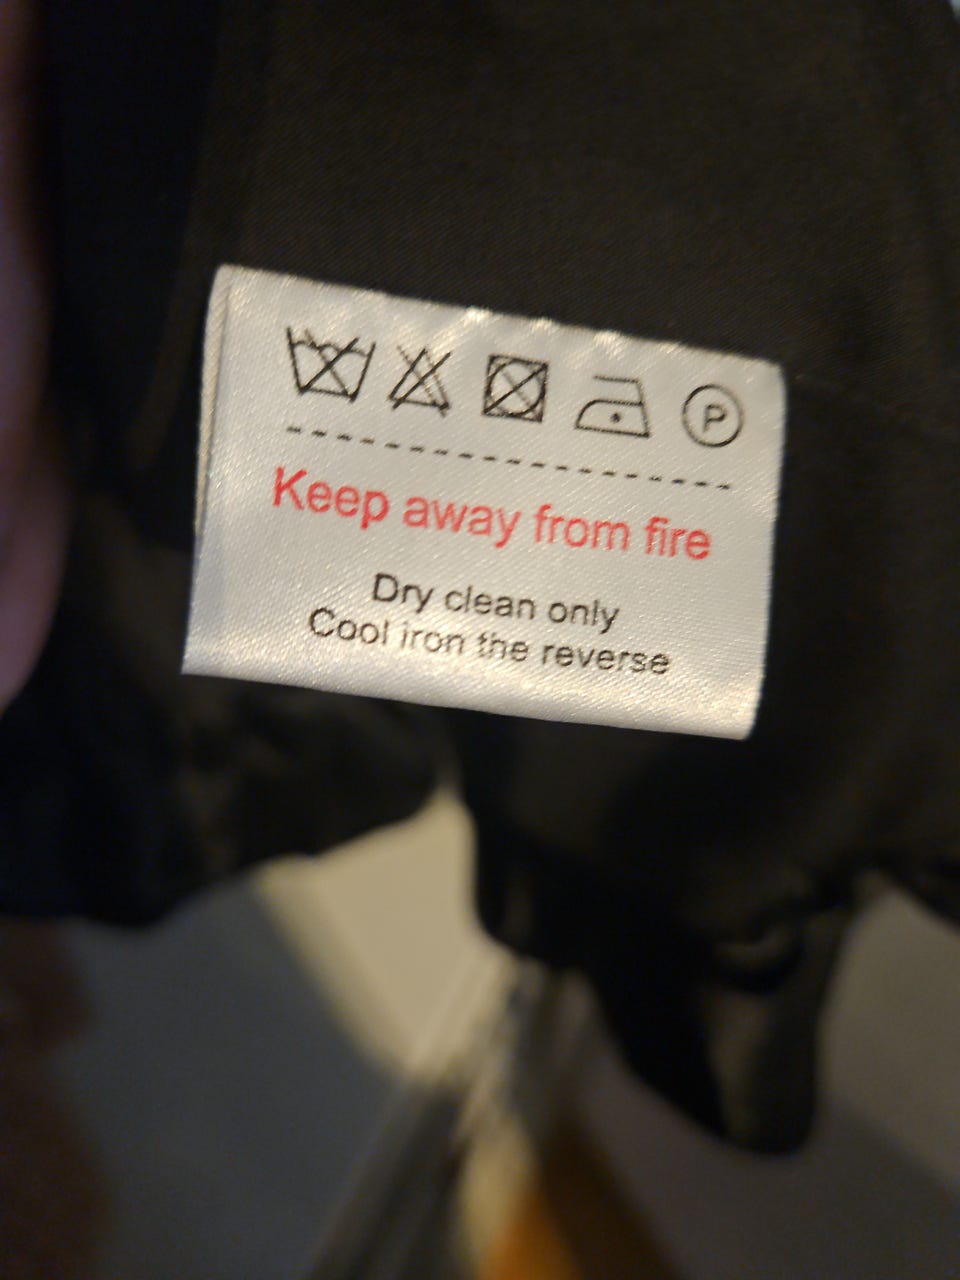 P
Keep away from fire
Dry clean only
Cool iron the reverse